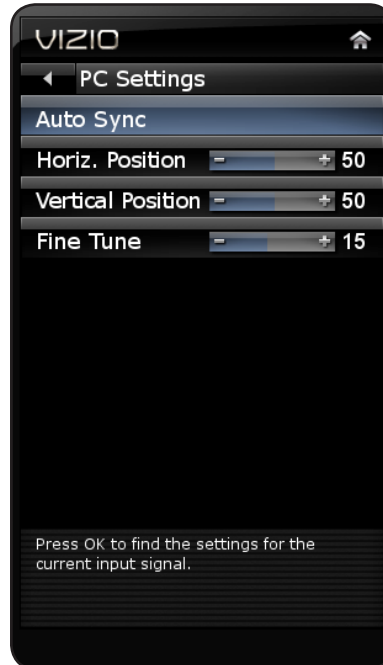 VIZIO
PC Settings
Auto Sync
Horiz. Position - + 50
Vertical Position - + 50
Fine Tune - + 15
Press OK to find the settings for the
current input signal.